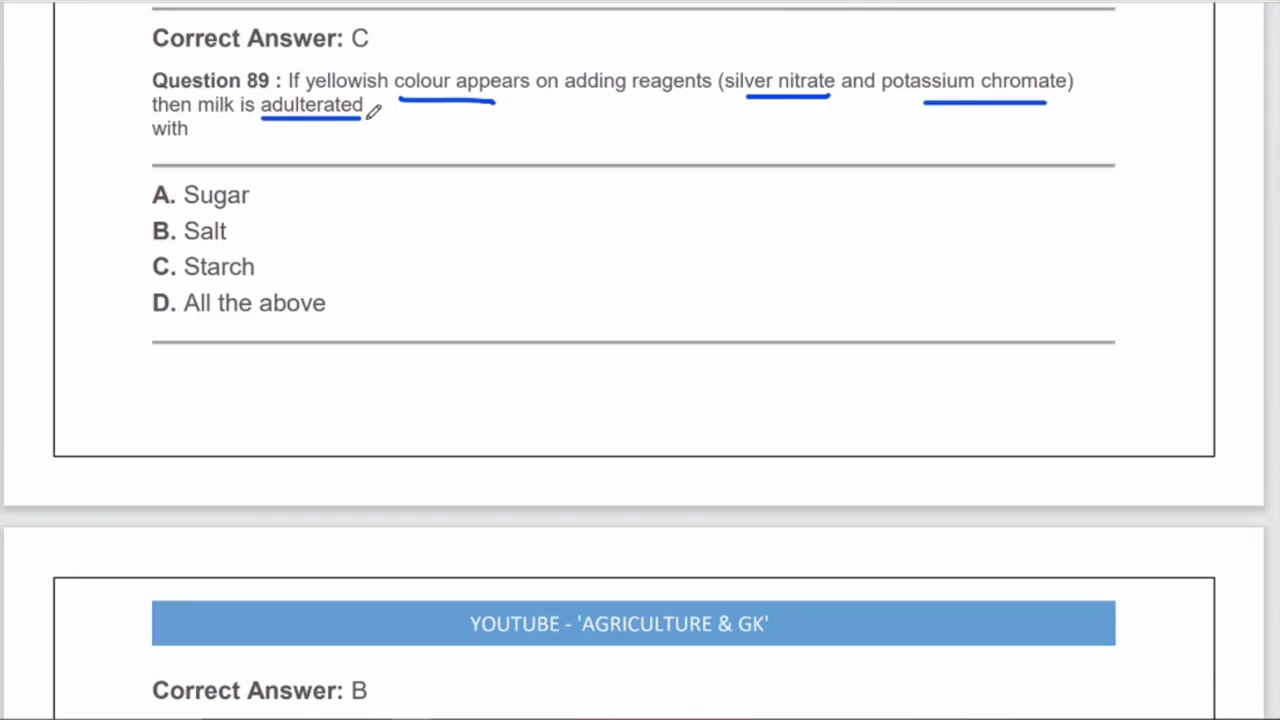 Correct Answer: C
Question 89 : If yellowish colour appears on adding reagents (silver nitrate and potassium chromate)
then milk is adulterated
with
A. Sugar
B. Salt
C. Starch
D. All the above
YOUTUBE - 'AGRICULTURE & GK'
Correct Answer: B